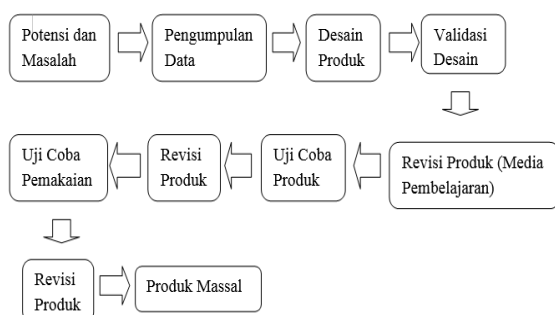 Potensi dan
Masalah
Pengumpulan
Data
Desain
Produk
Validasi
Desain
Revisi Produk (Media
Pembelajaran)
Uji Coba
Produk
Revisi
Produk
Uji Coba
Pemakaian
Revisi
Produk
Produk Massal